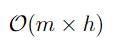 𝒪(m × h)